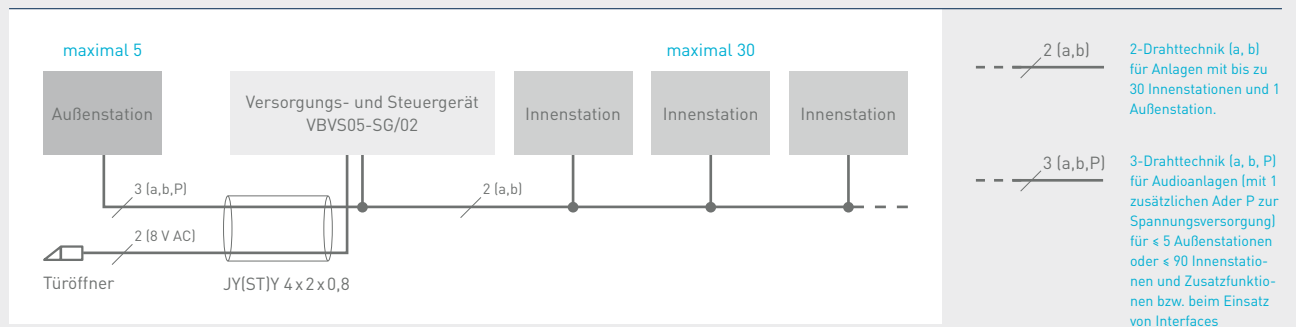 maximal 5
maximal 30
Außenstation
Versorgungs- und Steuergerät
VBVS05-SG/02
Innenstation
Innenstation
Innenstation
3 (a,b,P)
2 (a,b)
2 (8 V AC)
Türöffner
JY(ST)Y 4x2x0,8
2 (a,b)
2-Drahttechnik (a, b)
für Anlagen mit bis zu
30 Innenstationen und 1
Außenstation.
3 (a,b,P)
3-Drahttechnik (a, b, P)
für Audioanlagen (mit 1
zusätzlichen Ader P zur
Spannungsversorgung)
für ≤ 5 Außenstationen
oder ≤ 90 Innenstatio-
nen und Zusatzfunktio-
nen bzw. beim Einsatz
von Interfaces